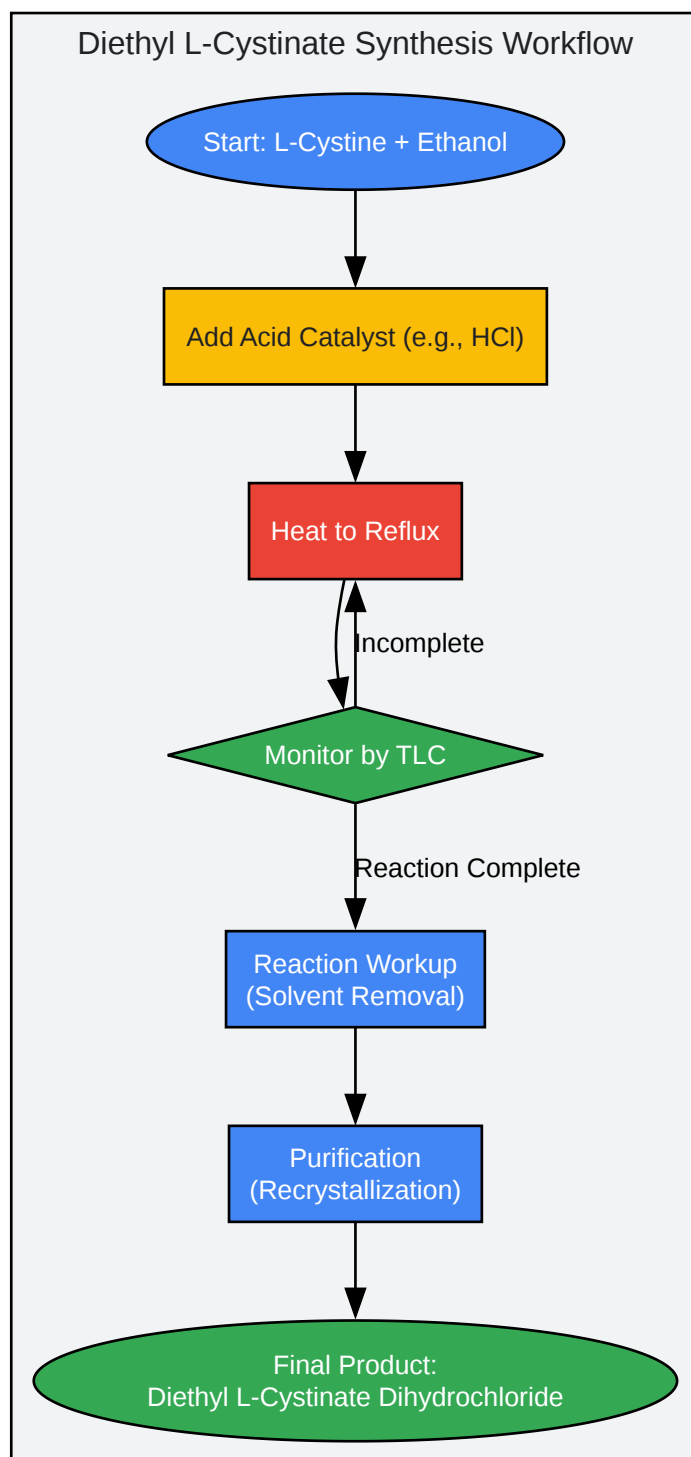 Diethyl L-Cystinate Synthesis Workflow
Start: L-Cystine + Ethanol
Add Acid Catalyst (e.g., HCl)
Heat to Reflux
Incomplete
Monitor by TLC
Reaction Complete
Reaction Workup
(Solvent Removal)
Purification
(Recrystallization)
Final Product:
Diethyl L-Cystinate Dihydrochloride